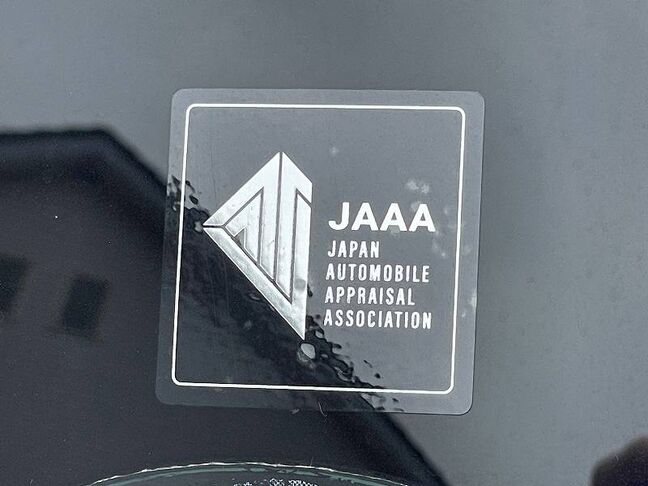 JAAA
JAPAN
AUTOMOBILE
APPRAISAL
ASSOCIATION